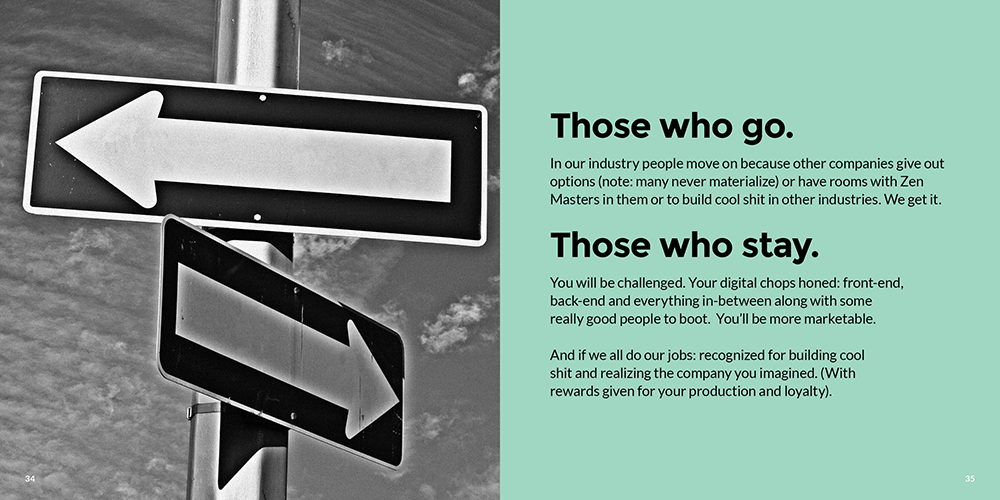 Those who go.
In our industry people move on because other companies give out
options (note: many never materialize) or have rooms with Zen
Masters in them or to build cool shit in other industries. We get it.
Those who stay.
You will be challenged. Your digital chops honed: front-end,
back-end and everything in-between along with some
really good people to boot.  You'll be more marketable.
And if we all do our jobs: recognized for building cool
shit and realizing the company you imagined. (With
rewards given for your production and loyalty).
34
35